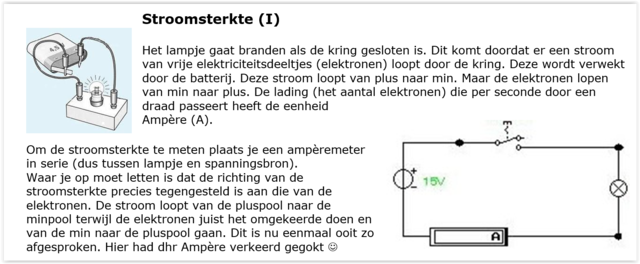 Stroomsterkte (I)
Het lampje gaat branden als de kring gesloten is. Dit komt doordat er een stroom
van vrije elektriciteitsdeeltjes (elektronen) loopt door de kring. Deze wordt verwekt
door de batterij. Deze stroom loopt van plus naar min. Maar de elektronen lopen
van min naar plus. De lading (het aantal elektronen) die per seconde door een
draad passeert heeft de eenheid
Ampère (A).
4,5
Om de stroomsterkte te meten plaats je een ampèremeter
in serie (dus tussen lampje en spanningsbron).
Waar je op moet letten is dat de richting van de
stroomsterkte precies tegengesteld is aan die van de
elektronen. De stroom loopt van de pluspool naar de
minpool terwijl de elektronen juist het omgekeerde doen en
van de min naar de pluspool gaan. Dit is nu eenmaal ooit zo
afgesproken. Hier had dhr Ampère verkeerd gegokt ☺
+
15V
−
A